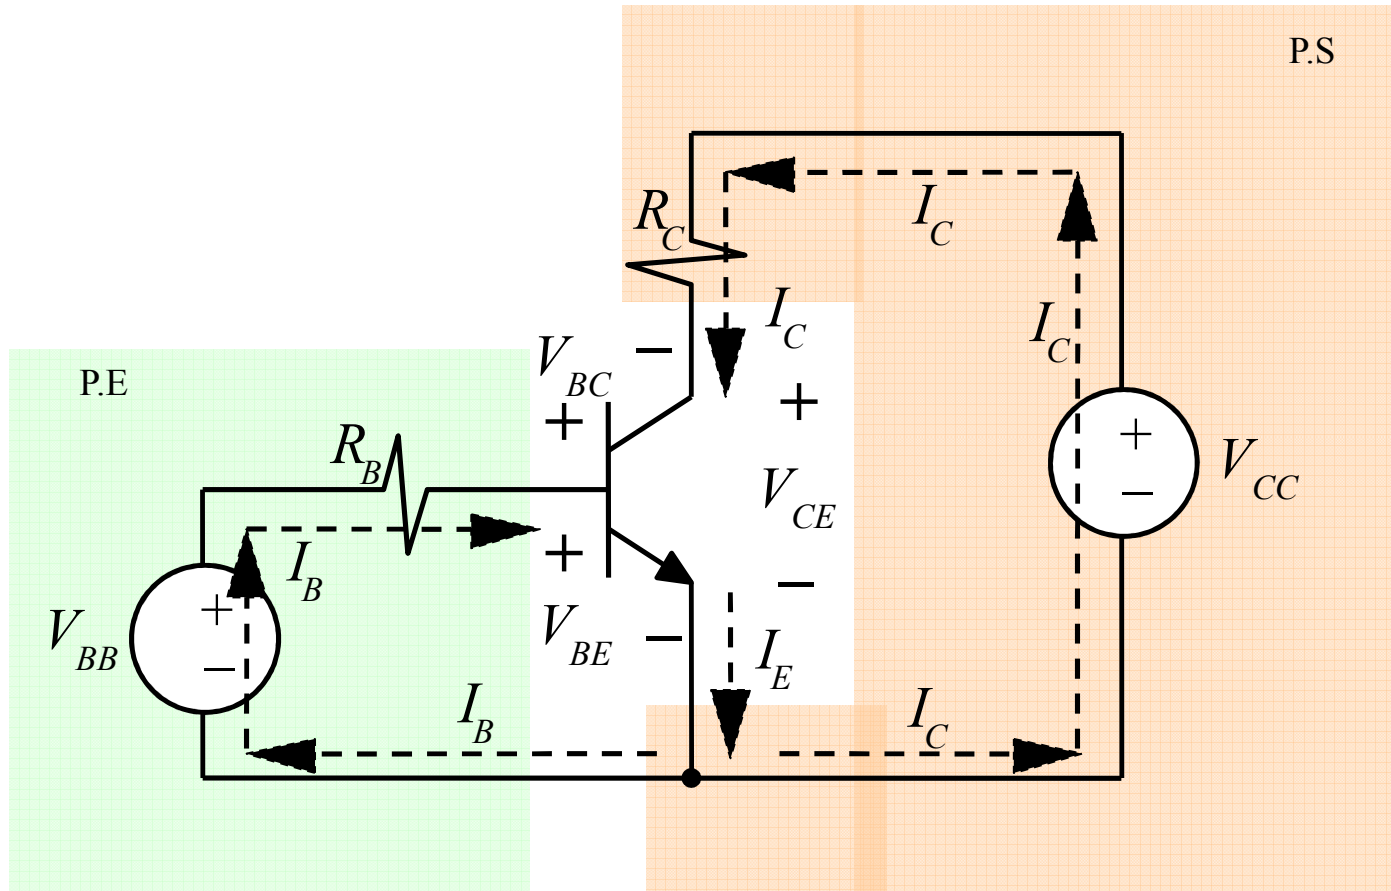 P.S
R_C
I_C
I_C
I_C
V_BC
−
+
+
P.E
R_B
V_CE
+
−
V_CC
+
I_B
+
−
V_BB
V_BE
−
−
I_E
I_B
I_C